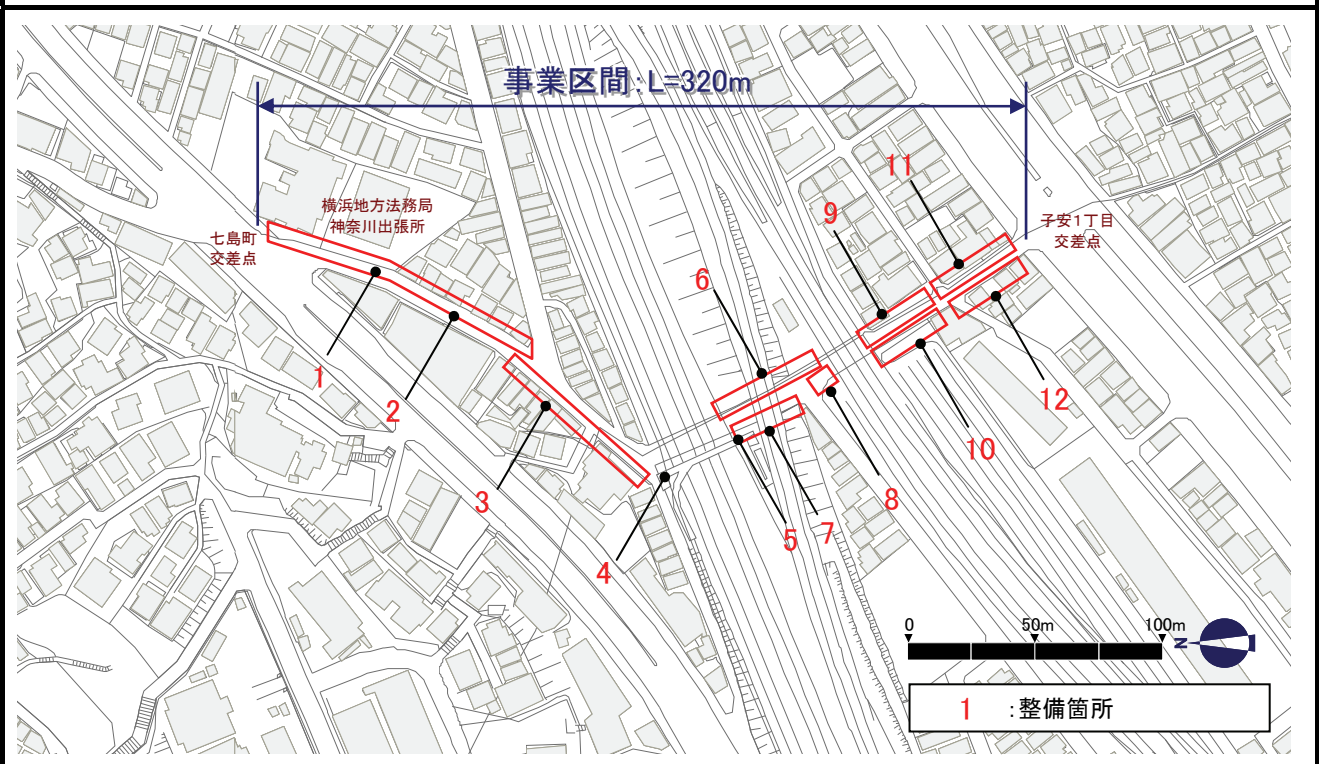 事業区間:L=320m
横浜地方法務局
神奈川出張所
七島町
交差点
子安1丁目
交差点
1
2
3
4
5
6
7
8
9
10
11
12
0 50m 100m
N
1 :整備箇所